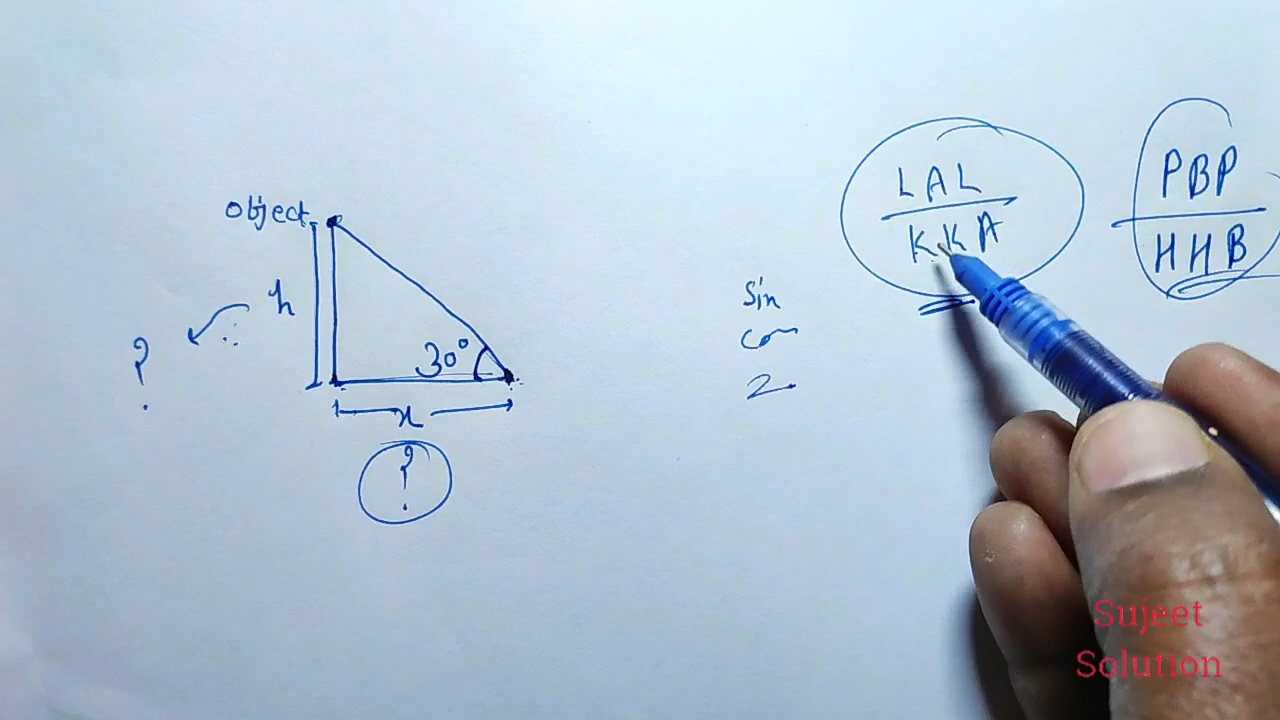 object
h
?
30°
x
?
sin
cos
LAL
KKA
PBP
HHB
Sujeet
Solution